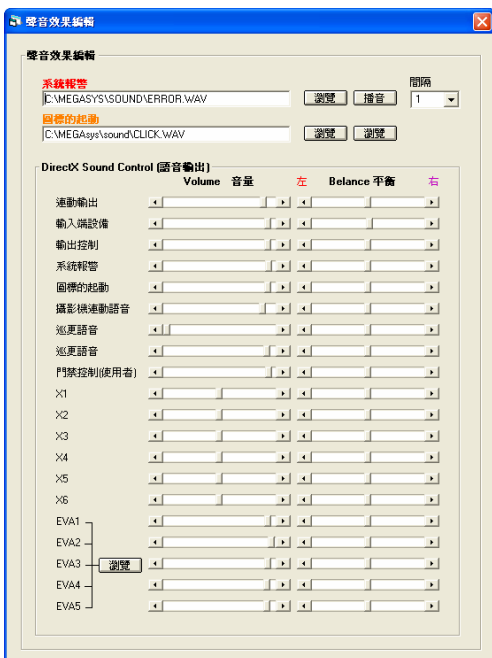 聲音效果編輯
聲音效果編輯
系統報警
間隔
C:\MEGASYS\SOUND\ERROR.WAV 瀏覽 播音 1
圖標的起動
C:\MEGAsys\sound\CLICK.WAV 瀏覽 瀏覽
DirectX Sound Control (語音輸出)
Volume 音量 左 Belance 平衡 右
連動輸出
輸入端設備
輸出控制
系統報警
圖標的起動
攝影機連動語音
巡更語音
巡更語音
門禁控制(使用者)
X1
X2
X3
X4
X5
X6
EVA1
EVA2
EVA3 瀏覽
EVA4
EVA5